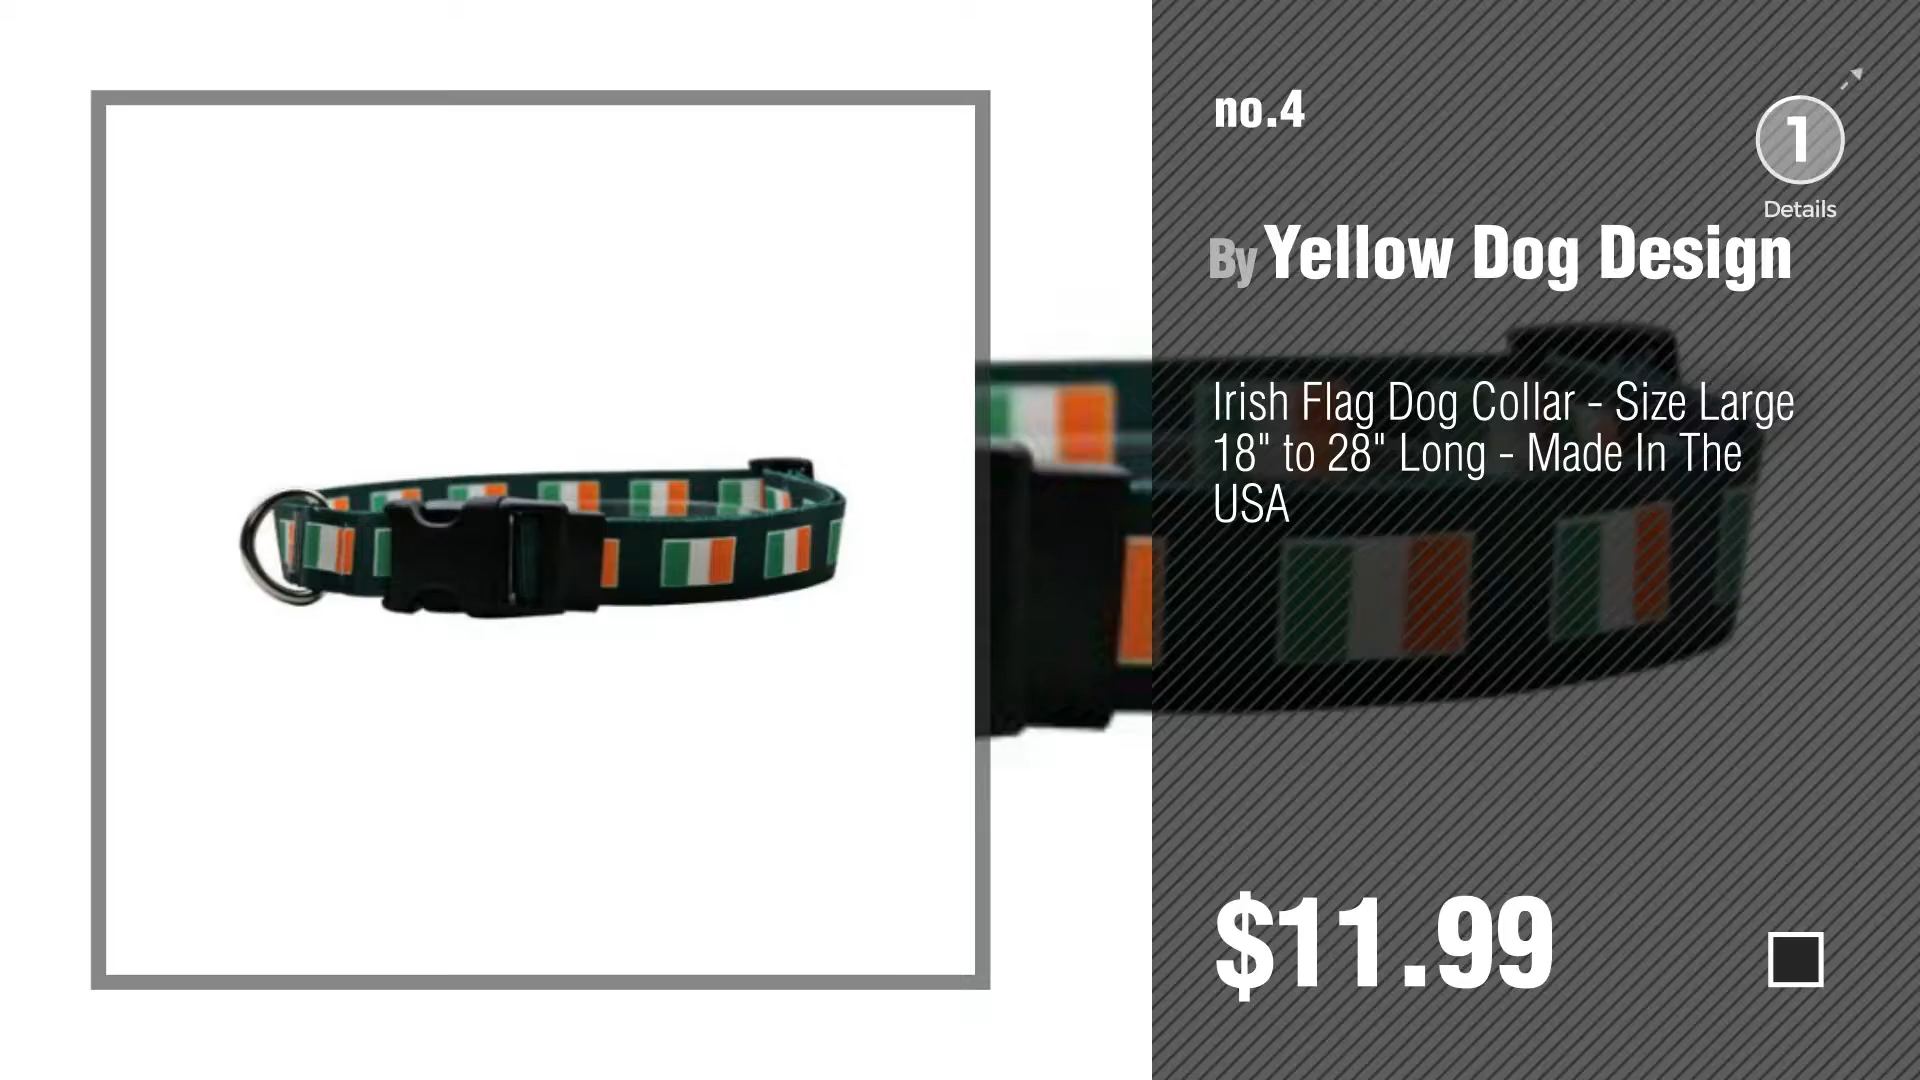 no.4
1
Details
By Yellow Dog Design
Irish Flag Dog Collar - Size Large
18" to 28" Long - Made In The
USA
$11.99